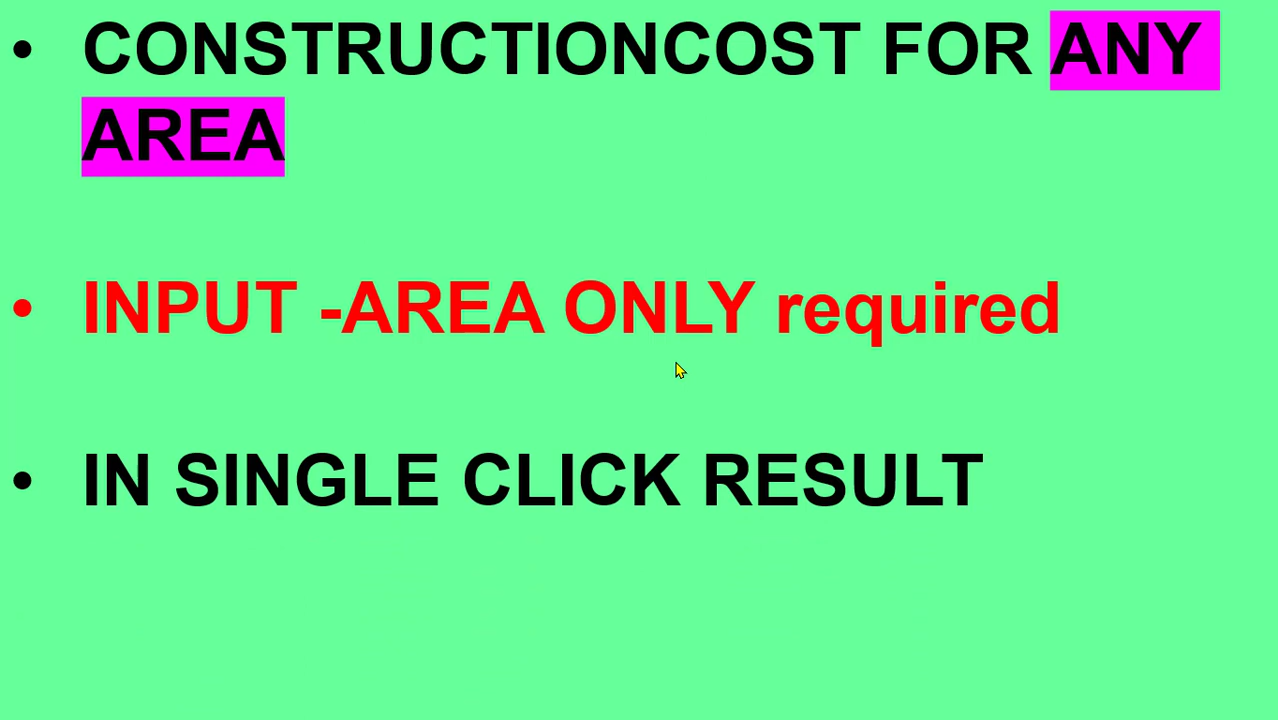 • CONSTRUCTIONCOST FOR ANY
AREA
• INPUT -AREA ONLY required
• IN SINGLE CLICK RESULT